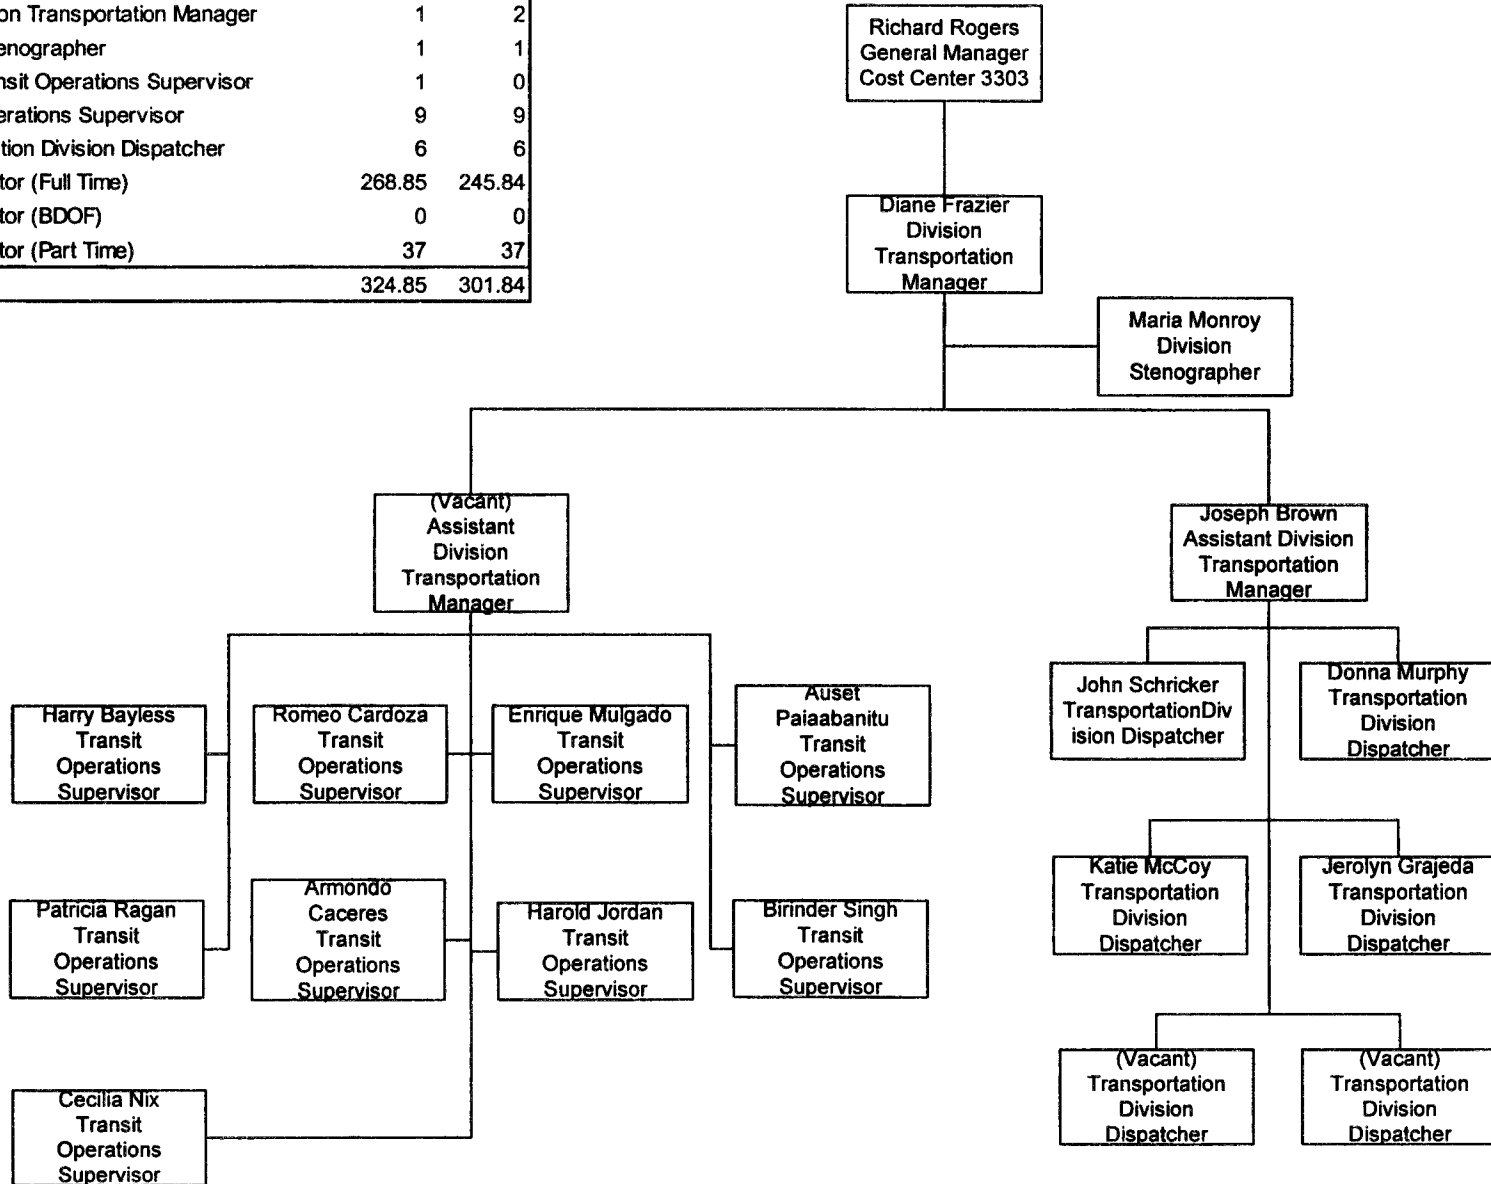 on Transportation Manager 1 2
enographer 1 1
nsit Operations Supervisor 1 0
erations Supervisor 9 9
tion Division Dispatcher 6 6
tor (Full Time) 268.85 245.84
tor (BDOF) 0 0
tor (Part Time) 37 37
324.85 301.84
Richard Rogers
General Manager
Cost Center 3303
Diane Frazier
Division
Transportation
Manager
Maria Monroy
Division
Stenographer
(Vacant)
Assistant
Division
Transportation
Manager
Joseph Brown
Assistant Division
Transportation
Manager
Harry Bayless
Transit
Operations
Supervisor
Romeo Cardoza
Transit
Operations
Supervisor
Enrique Mulgado
Transit
Operations
Supervisor
Auset
Paiaabanitu
Transit
Operations
Supervisor
John Schricker
TransportationDiv
ision Dispatcher
Donna Murphy
Transportation
Division
Dispatcher
Patricia Ragan
Transit
Operations
Supervisor
Armondo
Caceres
Transit
Operations
Supervisor
Harold Jordan
Transit
Operations
Supervisor
Birinder Singh
Transit
Operations
Supervisor
Katie McCoy
Transportation
Division
Dispatcher
Jerolyn Grajeda
Transportation
Division
Dispatcher
Cecilia Nix
Transit
Operations
Supervisor
(Vacant)
Transportation
Division
Dispatcher
(Vacant)
Transportation
Division
Dispatcher